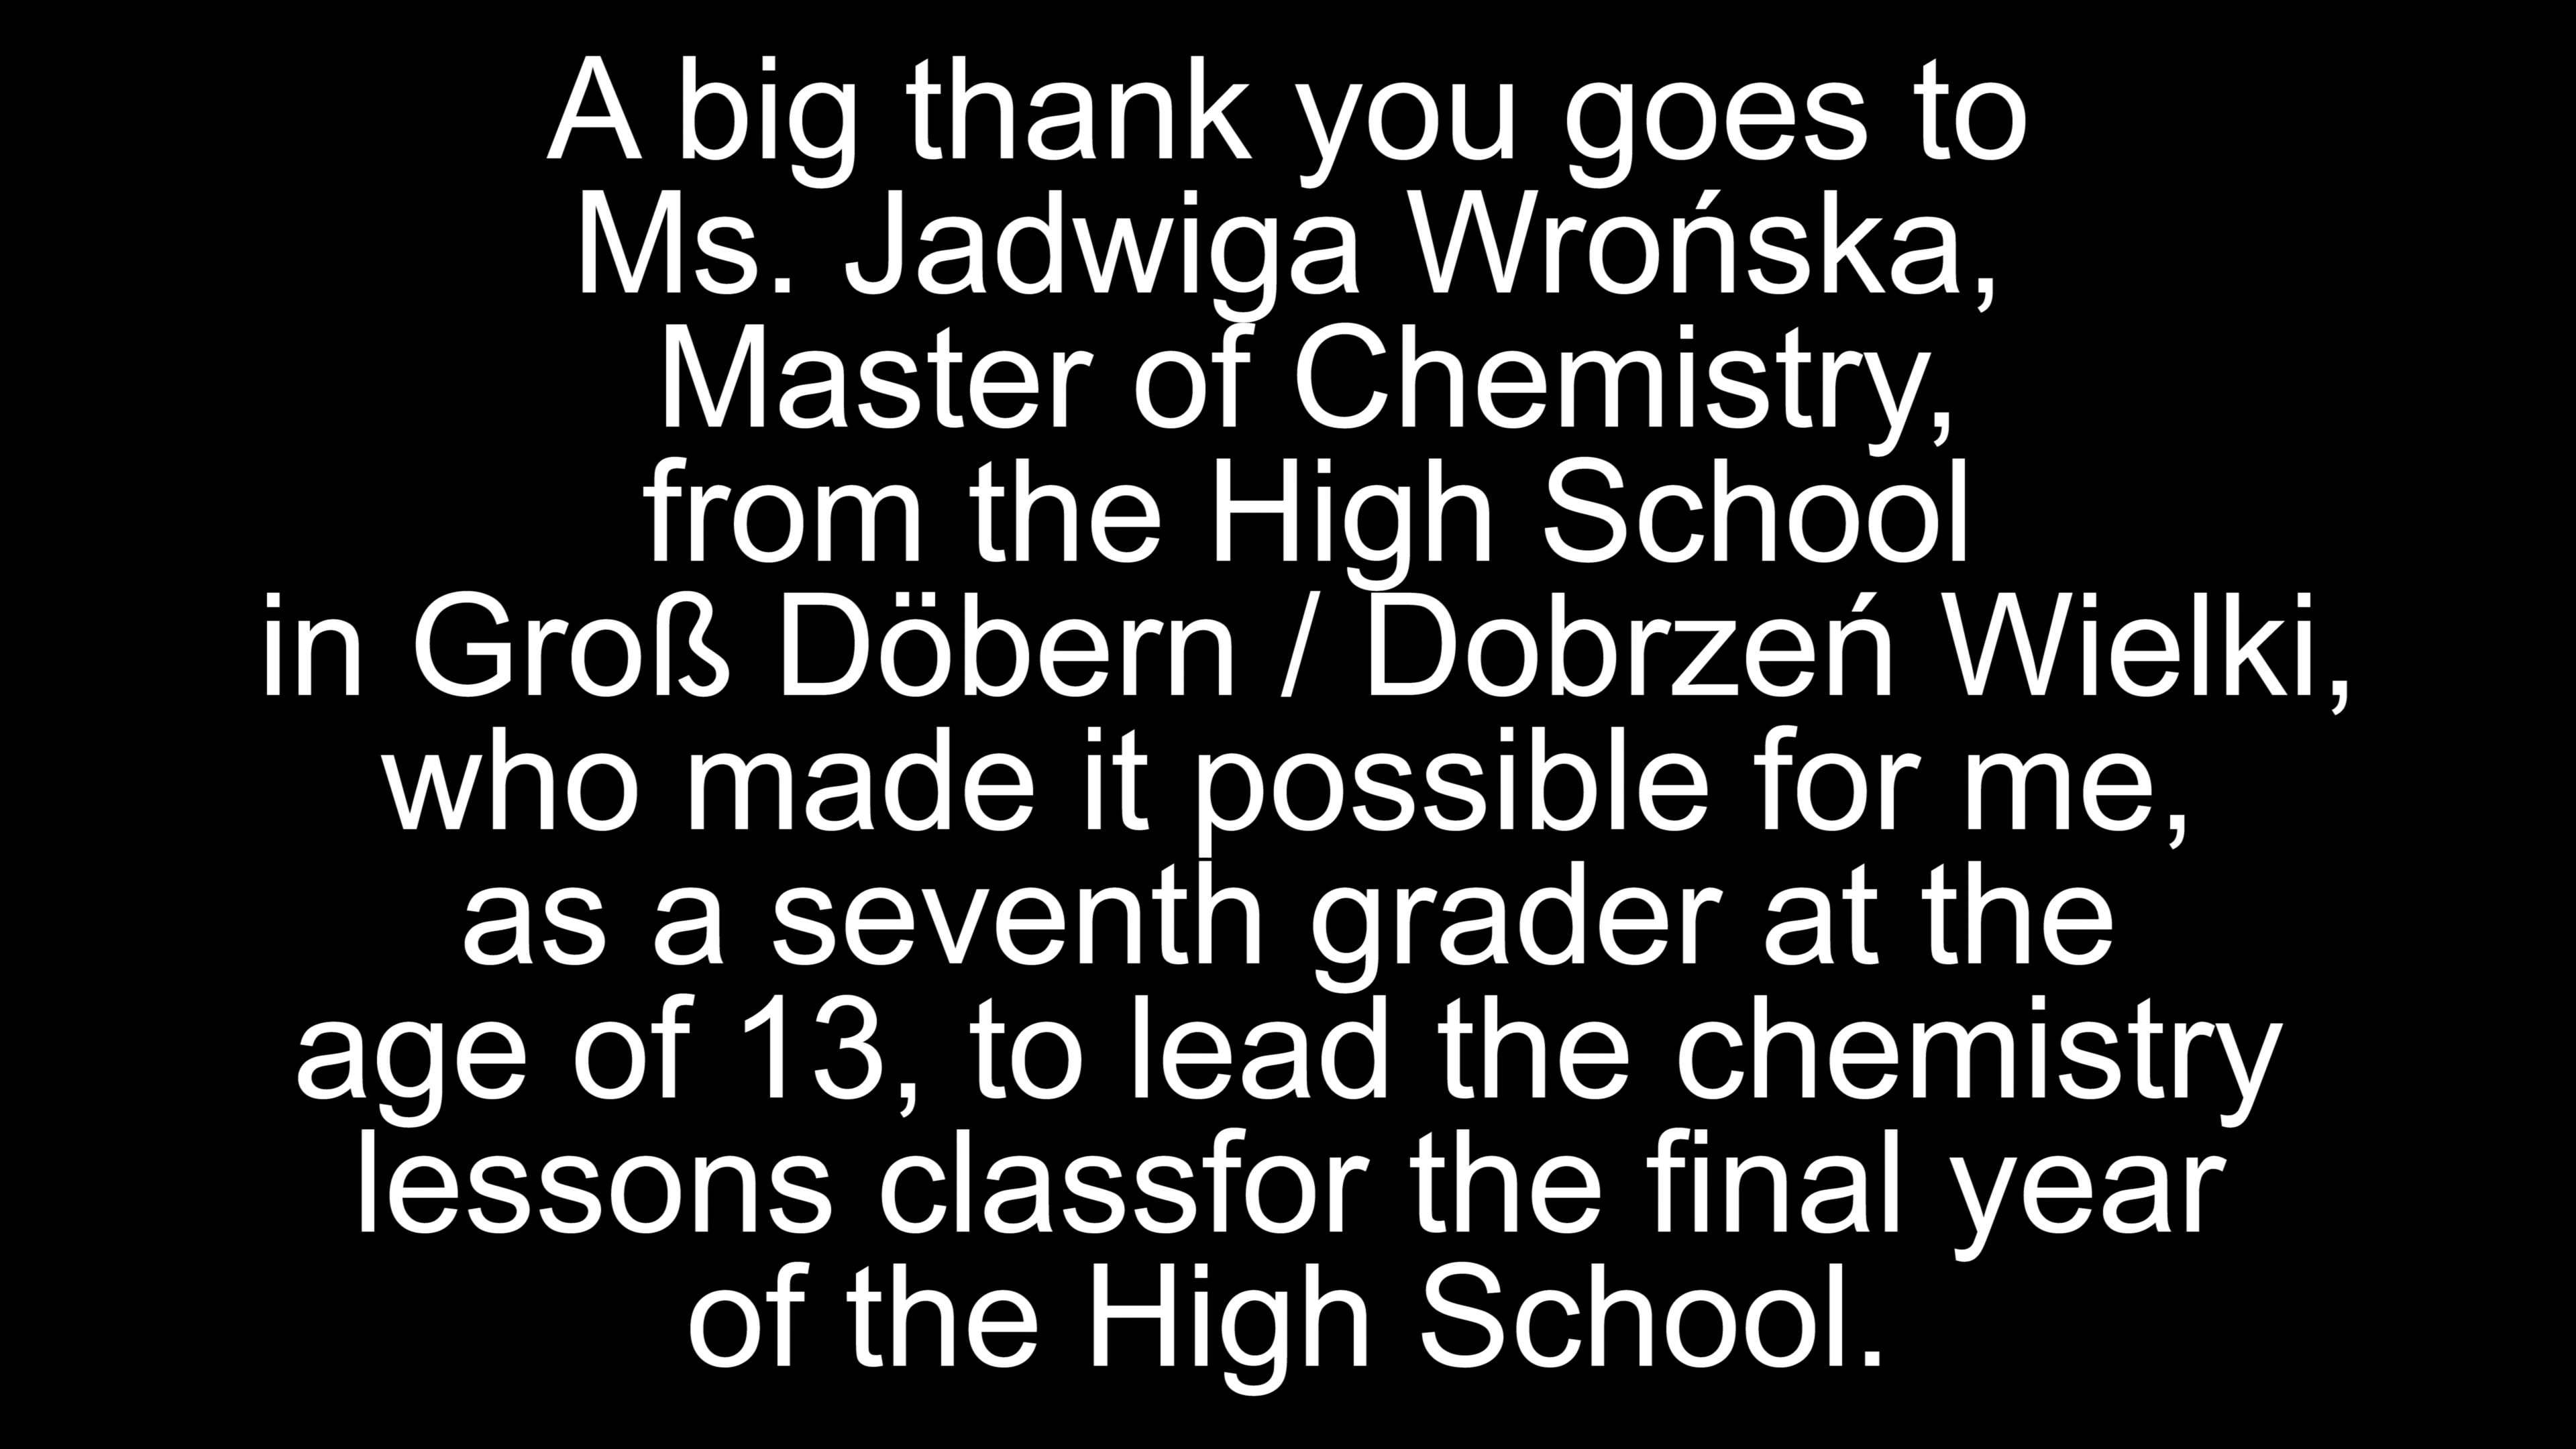 A big thank you goes to
Ms. Jadwiga Wrońska,
Master of Chemistry,
from the High School
in Groß Döbern / Dobrzeń Wielki,
who made it possible for me,
as a seventh grader at the
age of 13, to lead the chemistry
lessons classfor the final year
of the High School.